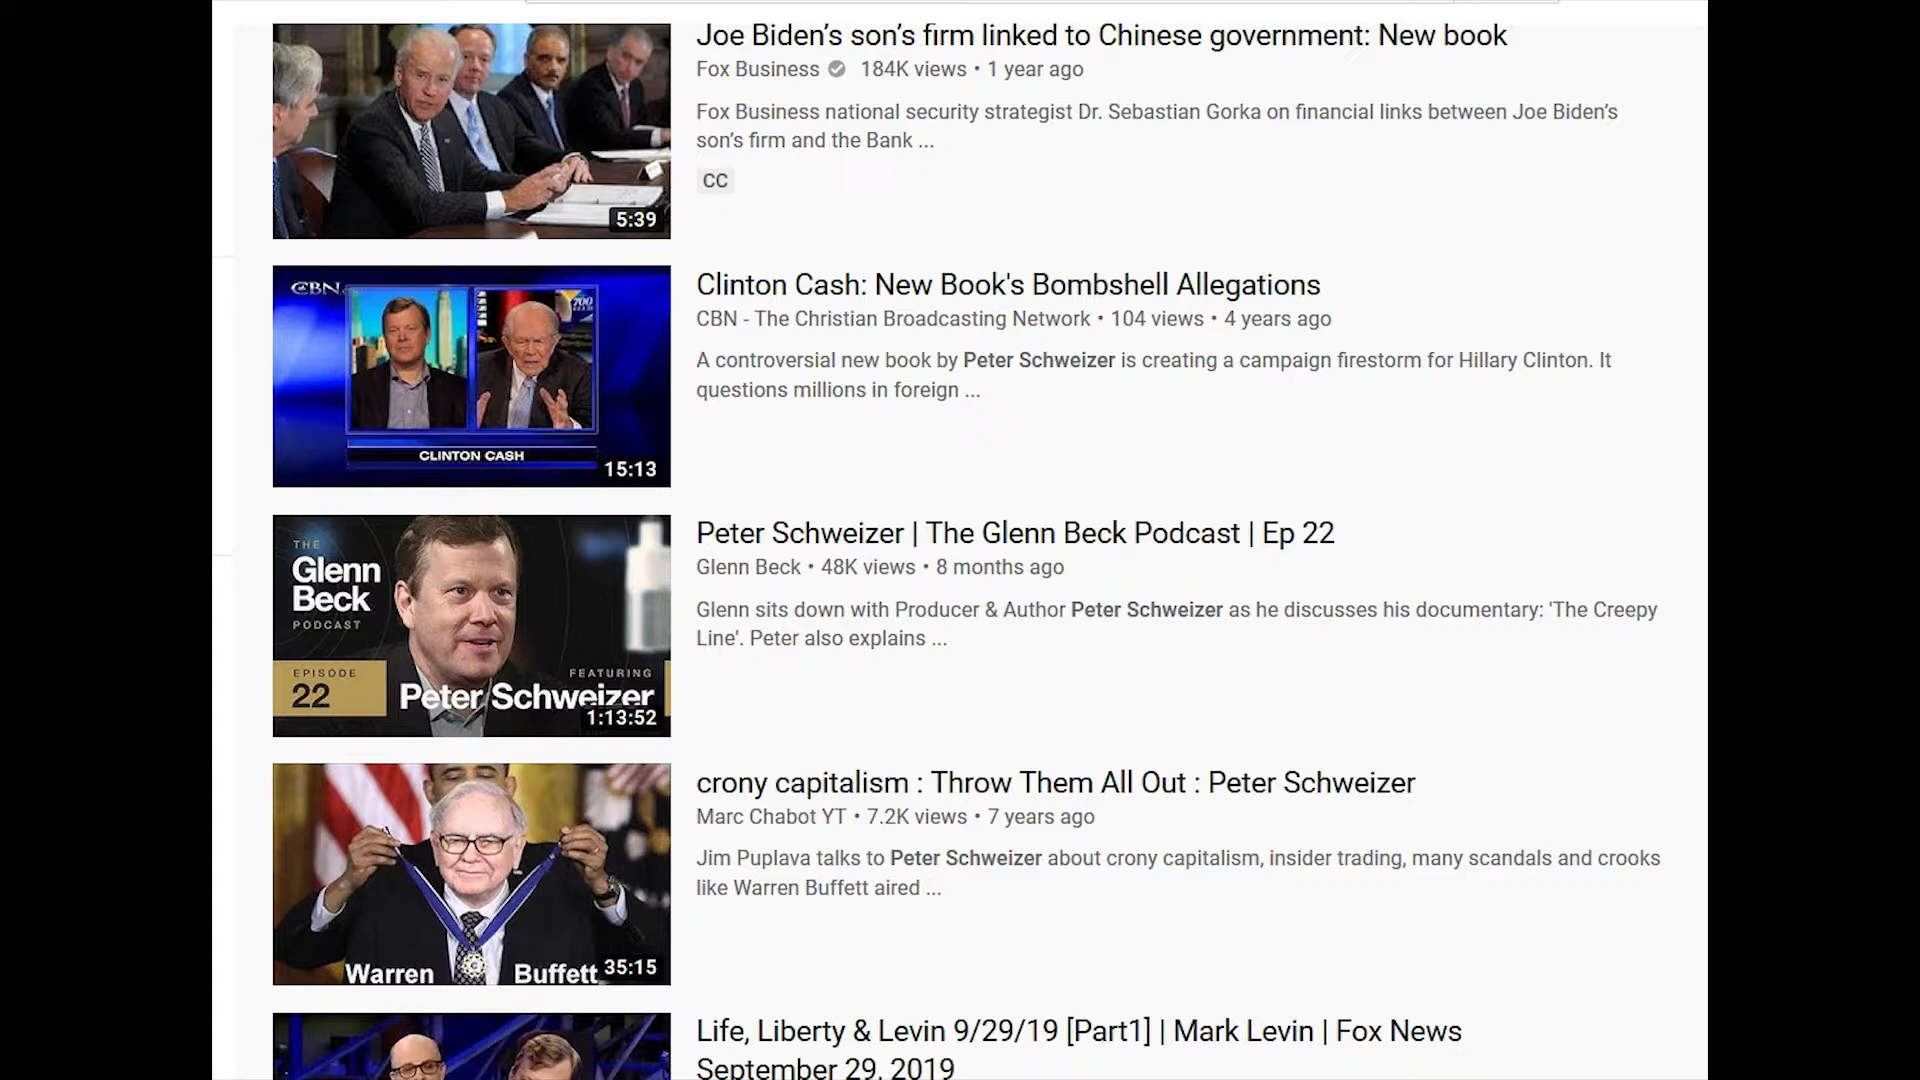 Joe Biden’s son’s firm linked to Chinese government: New book
Fox Business 184K views • 1 year ago
Fox Business national security strategist Dr. Sebastian Gorka on financial links between Joe Biden’s
son’s firm and the Bank ...
CC
5:39
CBN
700
CLINTON CASH
15:13
Clinton Cash: New Book's Bombshell Allegations
CBN - The Christian Broadcasting Network • 104 views • 4 years ago
A controversial new book by Peter Schweizer is creating a campaign firestorm for Hillary Clinton. It
questions millions in foreign ...
THE
Glenn
Beck
PODCAST
EPISODE
22
FEATURING
Peter Schweizer
1:13:52
Peter Schweizer | The Glenn Beck Podcast | Ep 22
Glenn Beck • 48K views • 8 months ago
Glenn sits down with Producer & Author Peter Schweizer as he discusses his documentary: 'The Creepy
Line'. Peter also explains ...
Warren Buffett
35:15
crony capitalism : Throw Them All Out : Peter Schweizer
Marc Chabot YT • 7.2K views • 7 years ago
Jim Puplava talks to Peter Schweizer about crony capitalism, insider trading, many scandals and crooks
like Warren Buffett aired ...
Life, Liberty & Levin 9/29/19 [Part1] | Mark Levin | Fox News
September 29, 2019